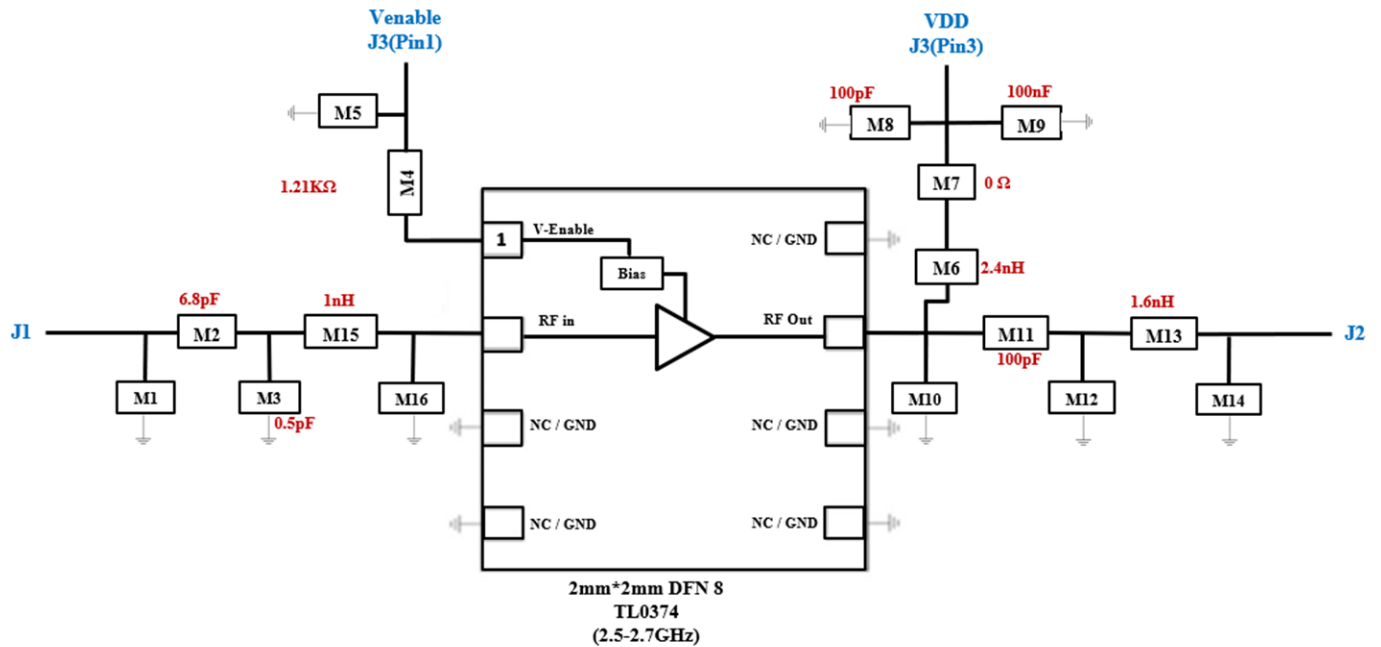 Venable
J3(Pin1)
VDD
J3(Pin3)
M5
100pF
M8
100nF
M9
1.21KΩ
M4
M7
0 Ω
1
V-Enable
Bias
NC / GND
M6
2.4nH
J1
6.8pF
M2
1nH
M15
RF in
RF Out
M11
100pF
1.6nH
M13
J2
M1
M3
0.5pF
M16
M10
M12
M14
NC / GND
NC / GND
NC / GND
NC / GND
2mm*2mm DFN 8
TL0374
(2.5-2.7GHz)